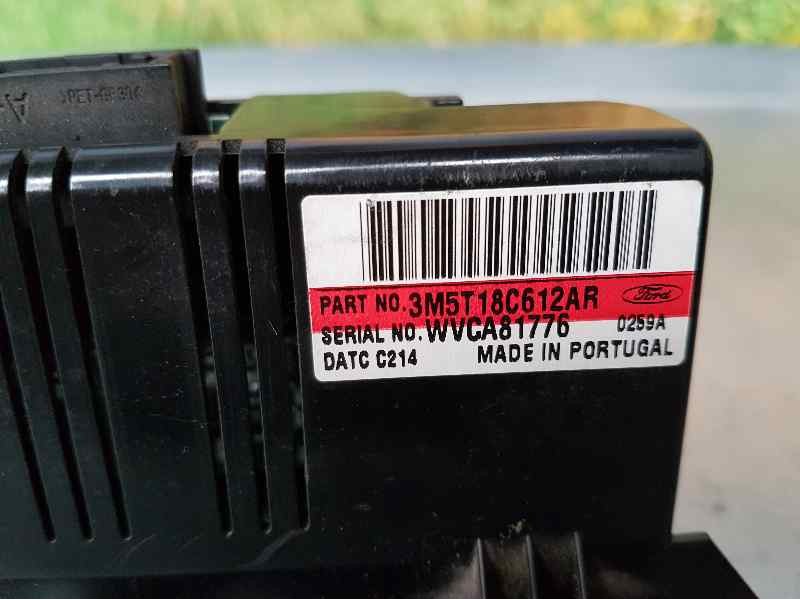 PART NO. 3M5T18C612AR Ford
SERIAL NO. WVCA81776 0259A
DATC C214 MADE IN PORTUGAL